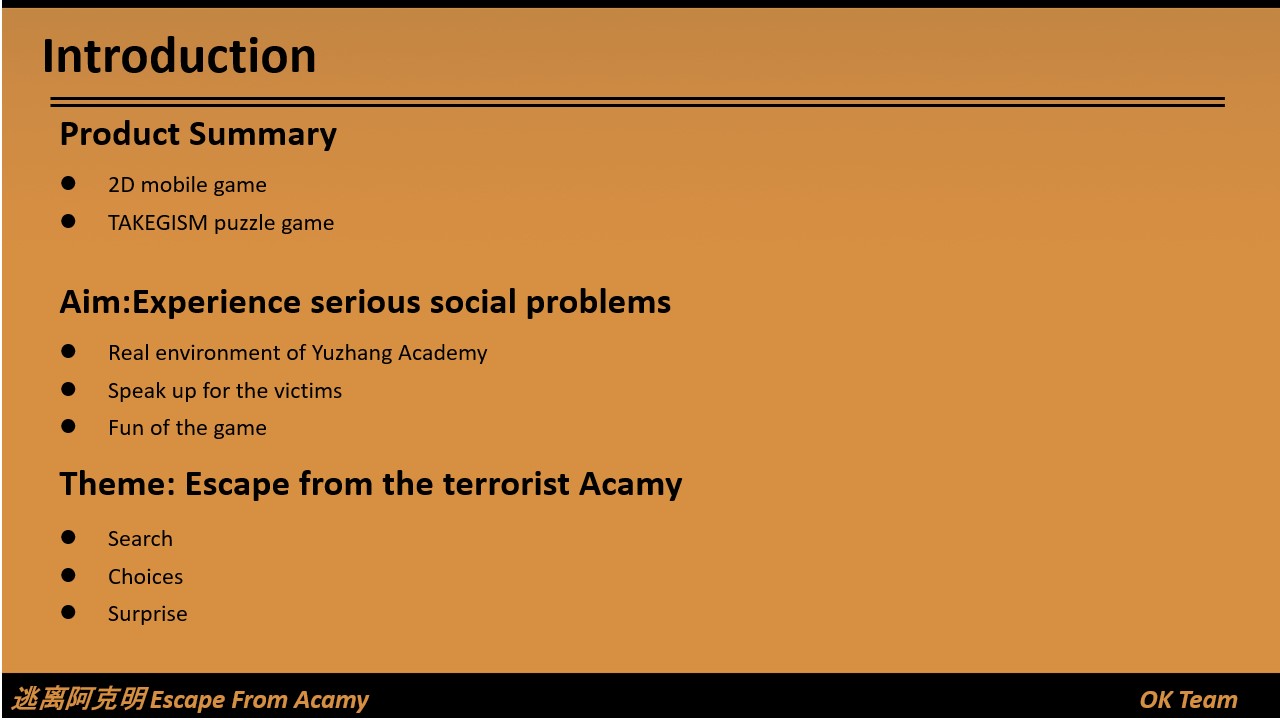 Introduction
Product Summary
● 2D mobile game
● TAKEGISM puzzle game
Aim:Experience serious social problems
● Real environment of Yuzhang Academy
● Speak up for the victims
● Fun of the game
Theme: Escape from the terrorist Acamy
● Search
● Choices
● Surprise
逃离阿克明 Escape From Acamy
OK Team